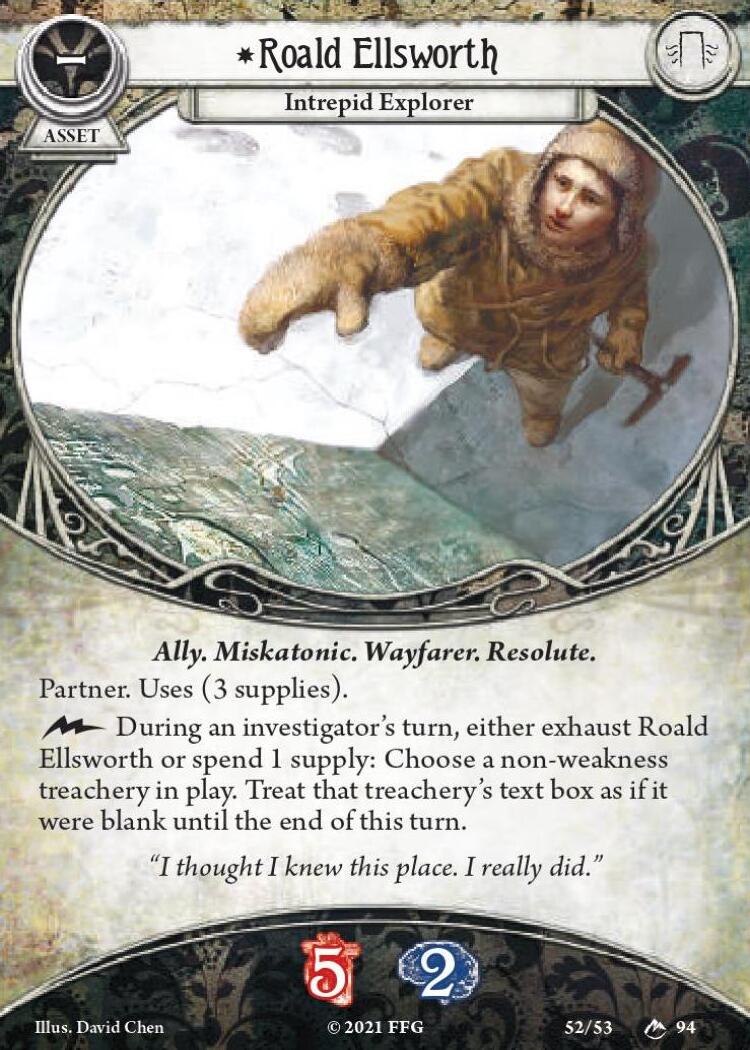 Roald Ellsworth
Intrepid Explorer
ASSET
Ally. Miskatonic. Wayfarer. Resolute.
Partner. Uses (3 supplies).
During an investigator's turn, either exhaust Roald
Ellsworth or spend 1 supply: Choose a non-weakness
treachery in play. Treat that treachery's text box as if it
were blank until the end of this turn.
“I thought I knew this place. I really did.”
5 2
Illus. David Chen © 2021 FFG 52/53 94